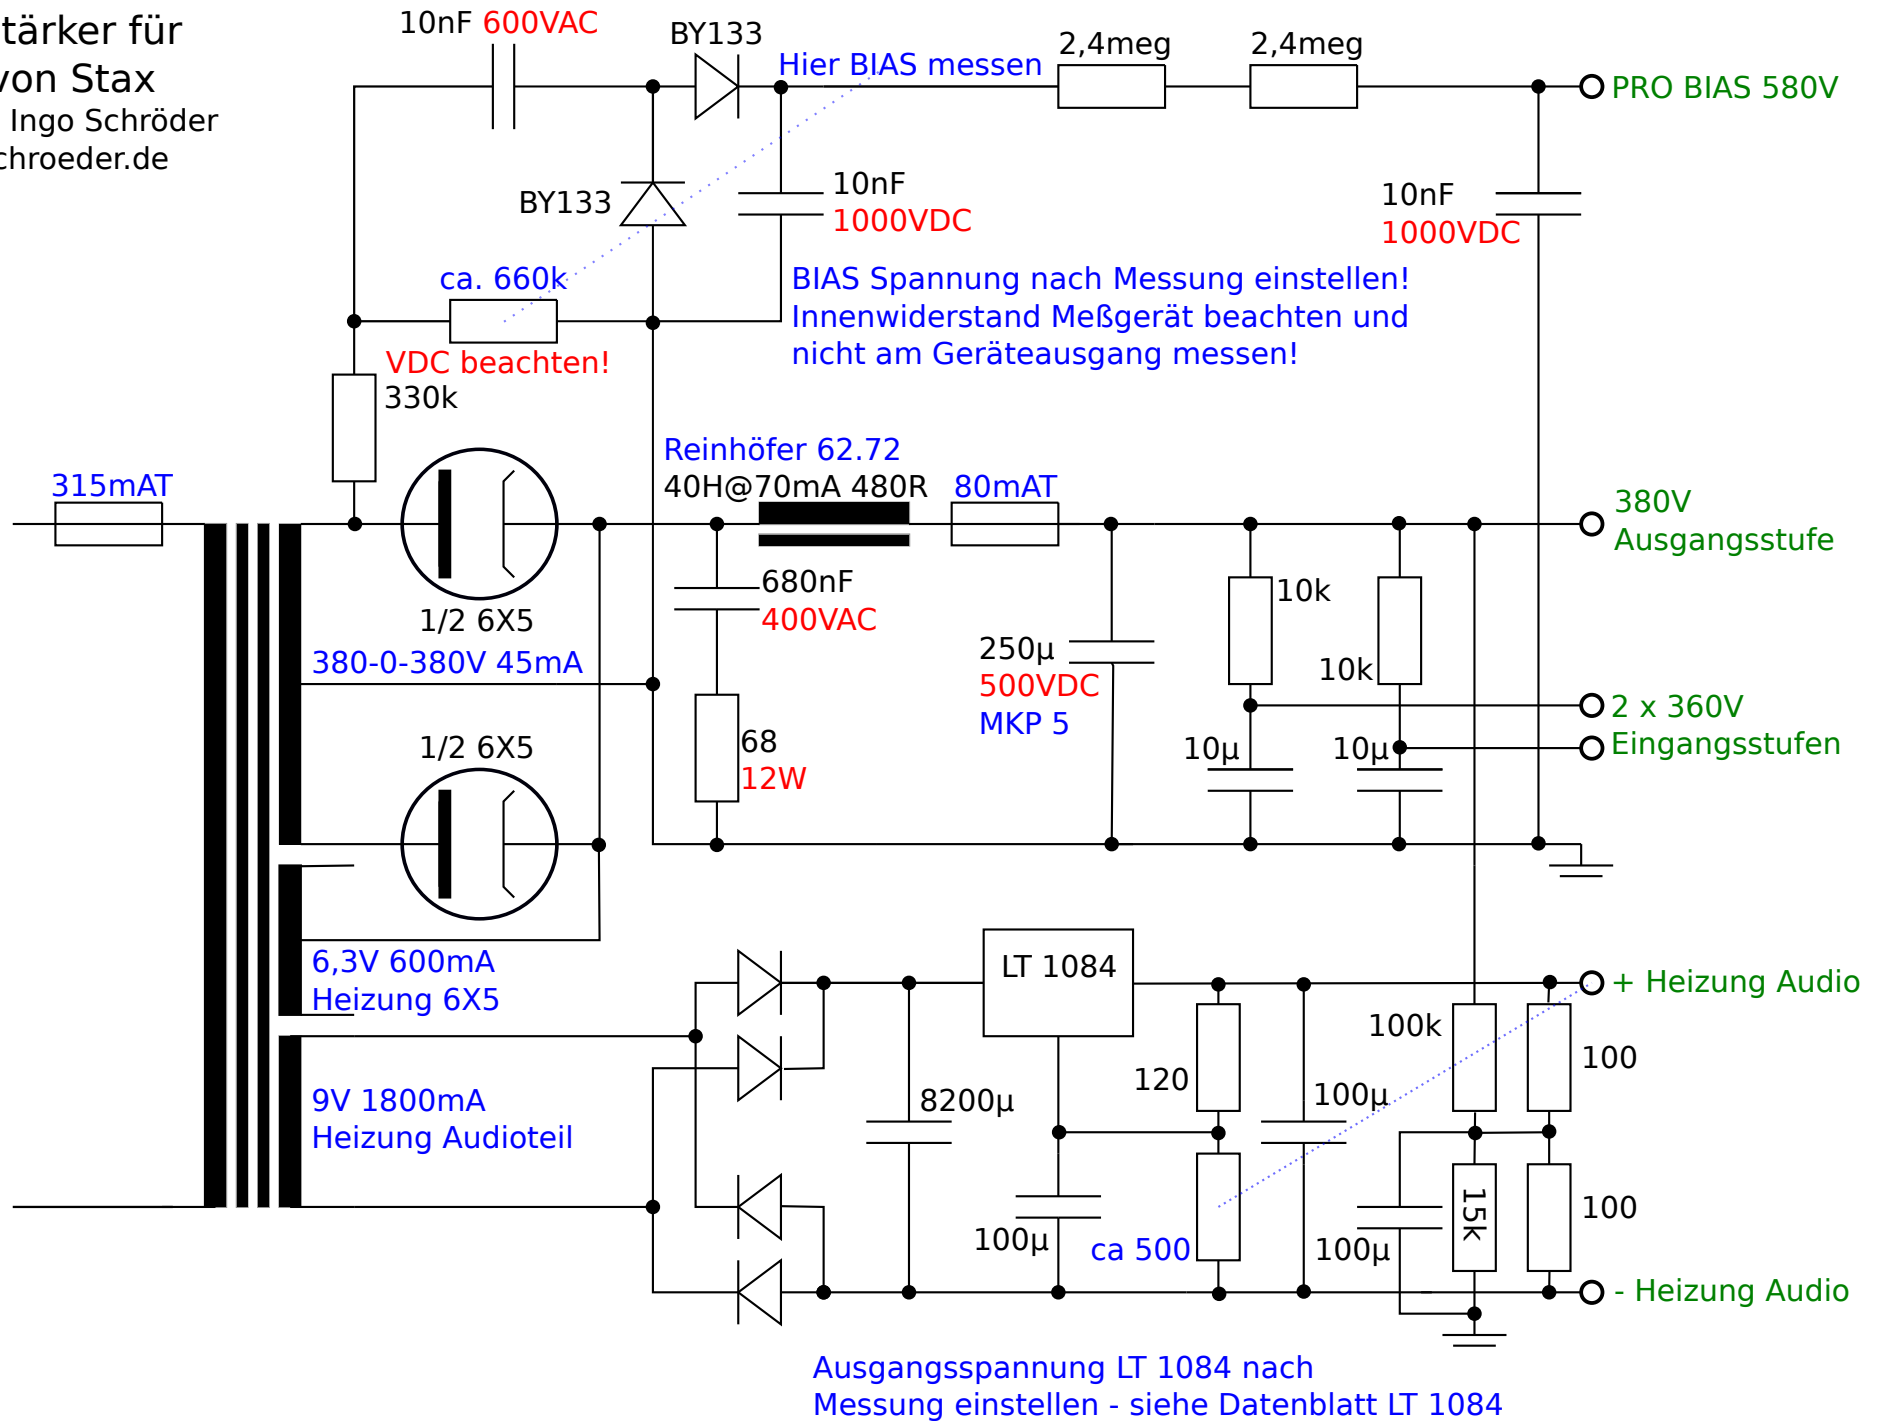 tärker für
von Stax
Ingo Schröder
chroeder.de
10nF 600VAC
BY133
Hier BIAS messen
2,4meg
2,4meg
PRO BIAS 580V
BY133
10nF
1000VDC
10nF
1000VDC
ca. 660k
VDC beachten!
330k
BIAS Spannung nach Messung einstellen!
Innenwiderstand Meßgerät beachten und
nicht am Geräteausgang messen!
315mAT
Reinhöfer 62.72
40H@70mA 480R
80mAT
380V
Ausgangsstufe
1/2 6X5
380-0-380V 45mA
1/2 6X5
680nF
400VAC
68
12W
250µ
500VDC
MKP 5
10k
10k
10µ
10µ
2 x 360V
Eingangsstufen
6,3V 600mA
Heizung 6X5
9V 1800mA
Heizung Audioteil
LT 1084
8200µ
120
100µ
100µ
ca 500
100k
100
100µ
15k
100
+ Heizung Audio
- Heizung Audio
Ausgangsspannung LT 1084 nach
Messung einstellen - siehe Datenblatt LT 1084